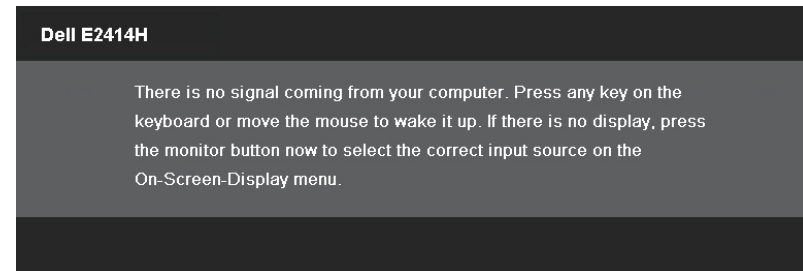 Dell E2414H
There is no signal coming from your computer. Press any key on the
keyboard or move the mouse to wake it up. If there is no display, press
the monitor button now to select the correct input source on the
On-Screen-Display menu.